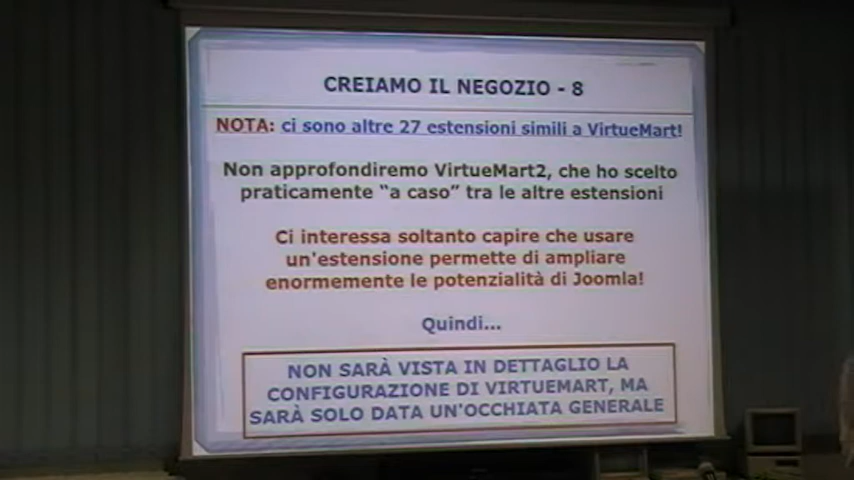 CREIAMO IL NEGOZIO - 8
NOTA: ci sono altre 27 estensioni simili a VirtueMart!
Non approfondiremo VirtueMart2, che ho scelto
praticamente “a caso” tra le altre estensioni
Ci interessa soltanto capire che usare
un'estensione permette di ampliare
enormemente le potenzialità di Joomla!
Quindi...
NON SARÀ VISTA IN DETTAGLIO LA
CONFIGURAZIONE DI VIRTUEMART, MA
SARÀ SOLO DATA UN'OCCHIATA GENERALE